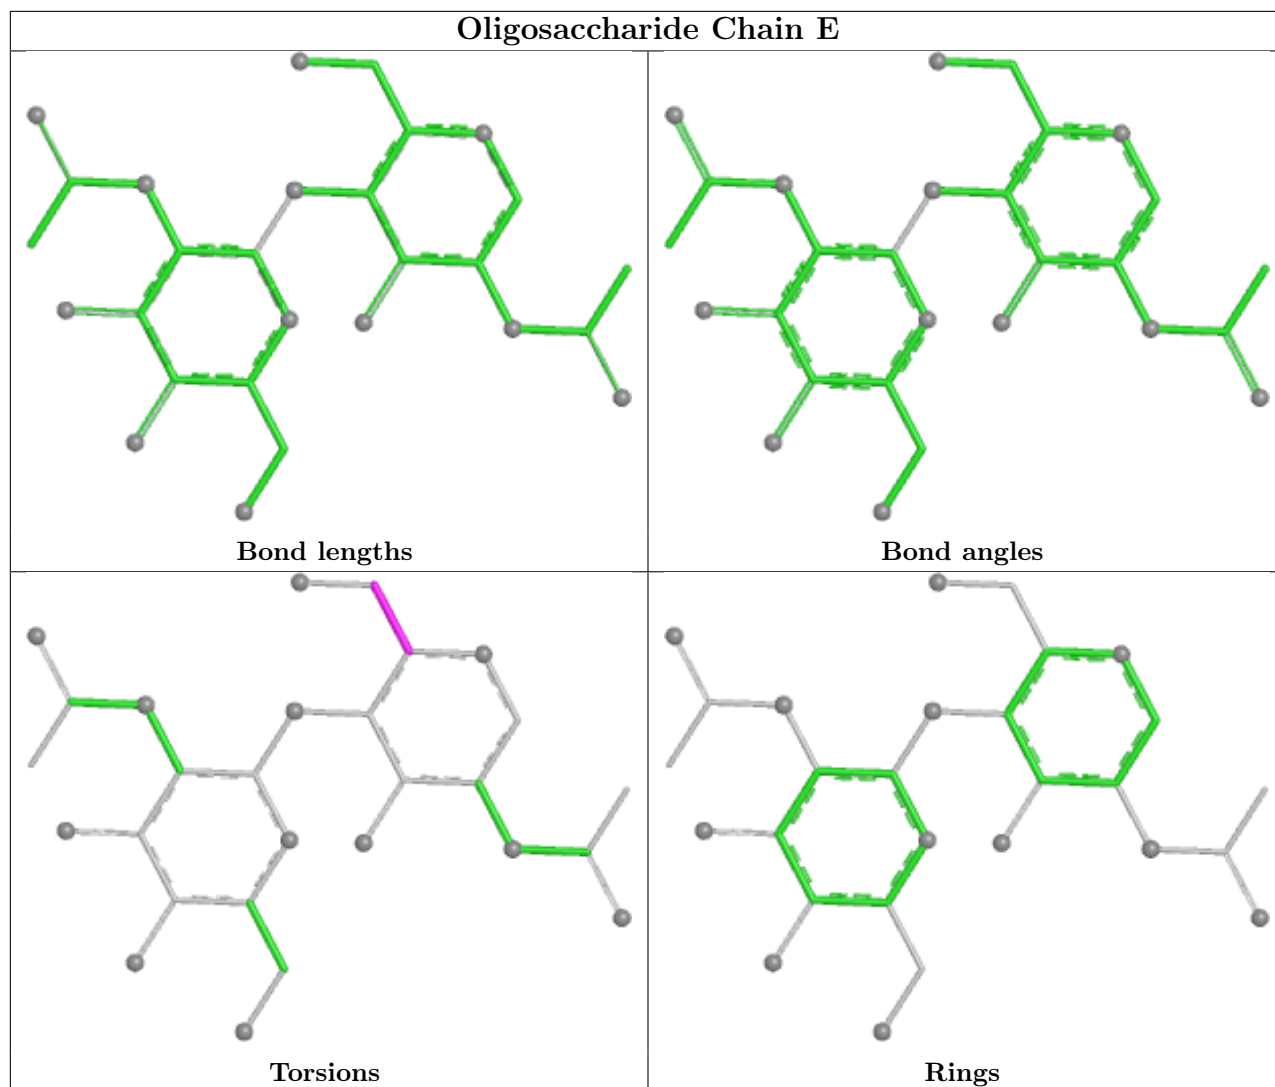 Oligosaccharide Chain E
Bond lengths
Bond angles
Torsions
Rings